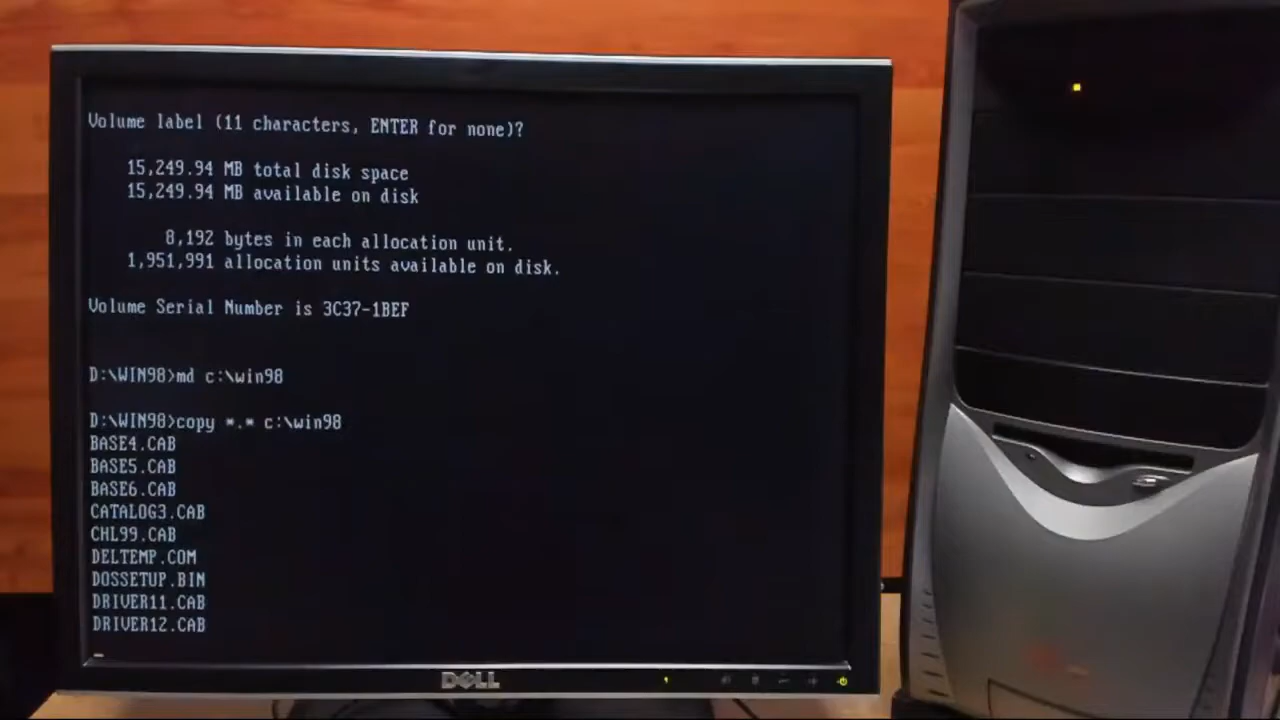 Volume label (11 characters, ENTER for none)?
15,249.94 MB total disk space
15,249.94 MB available on disk
8,192 bytes in each allocation unit.
1,951,991 allocation units available on disk.
Volume Serial Number is 3C37-1BEF
D:\WIN98>md c:\win98
D:\WIN98>copy *.* c:\win98
BASE4.CAB
BASE5.CAB
BASE6.CAB
CATALOG3.CAB
CHL99.CAB
DELTEMP.COM
DOSSETUP.BIN
DRIVER11.CAB
DRIVER12.CAB
DELL